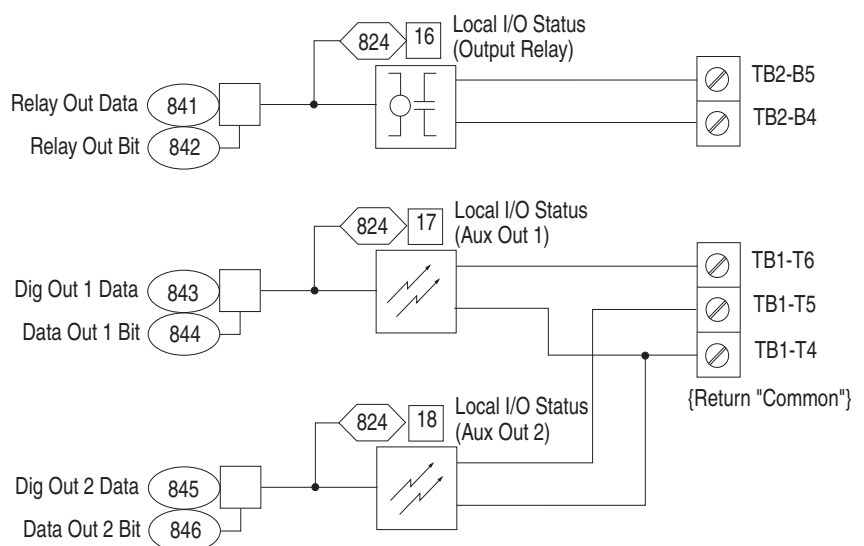 824 16 Local I/O Status
(Output Relay)
Relay Out Data 841
Relay Out Bit 842
TB2-B5
TB2-B4
824 17 Local I/O Status
(Aux Out 1)
Dig Out 1 Data 843
Data Out 1 Bit 844
TB1-T6
TB1-T5
TB1-T4
{Return "Common"}
824 18 Local I/O Status
(Aux Out 2)
Dig Out 2 Data 845
Data Out 2 Bit 846